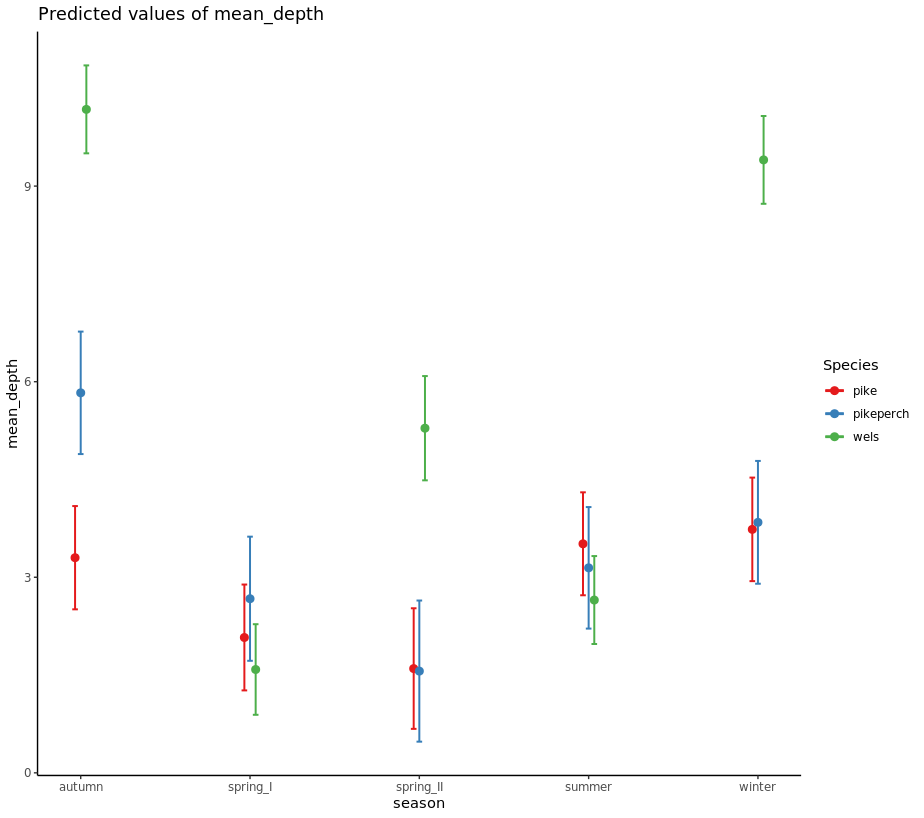 Predicted values of mean_depth
mean_depth
9
6
3
0
autumn
spring_I
spring_II
summer
winter
season
Species
pike
pikeperch
wels